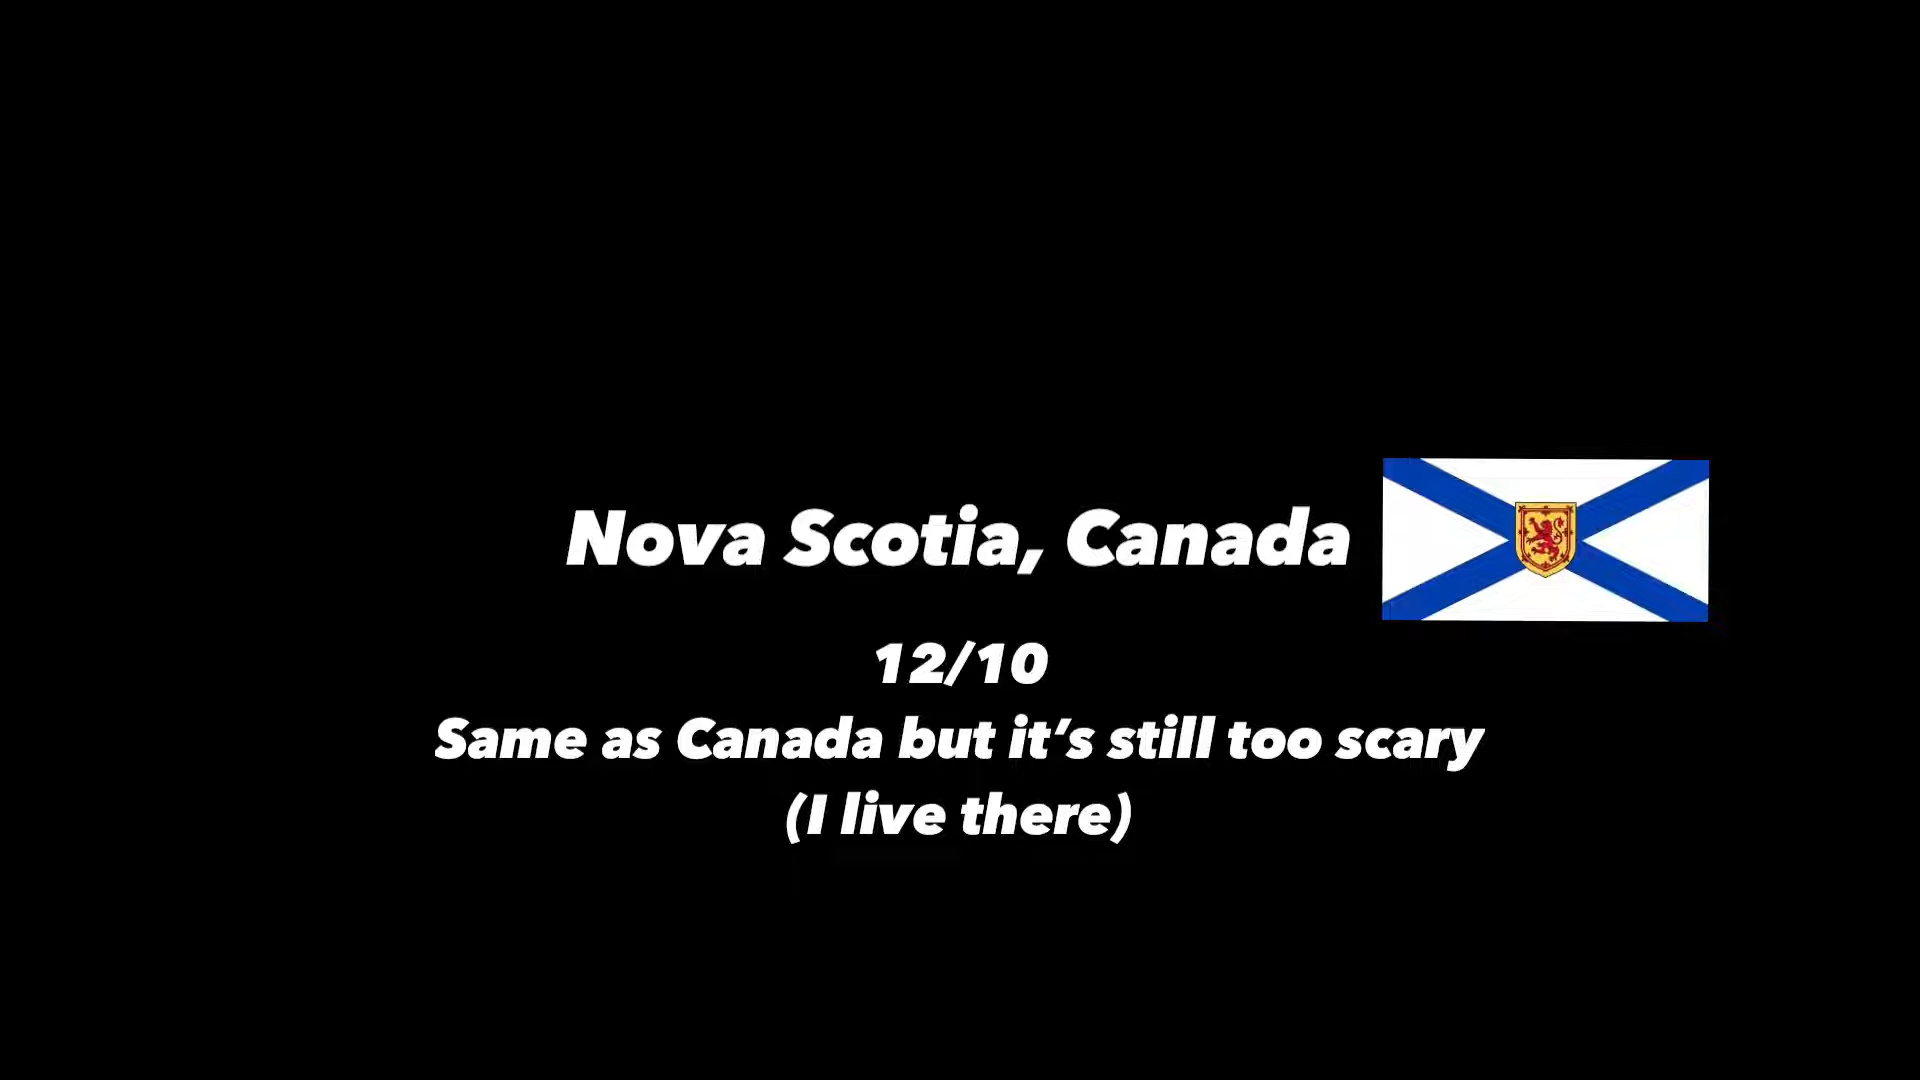 Nova Scotia, Canada
12/10
Same as Canada but it’s still too scary
(I live there)